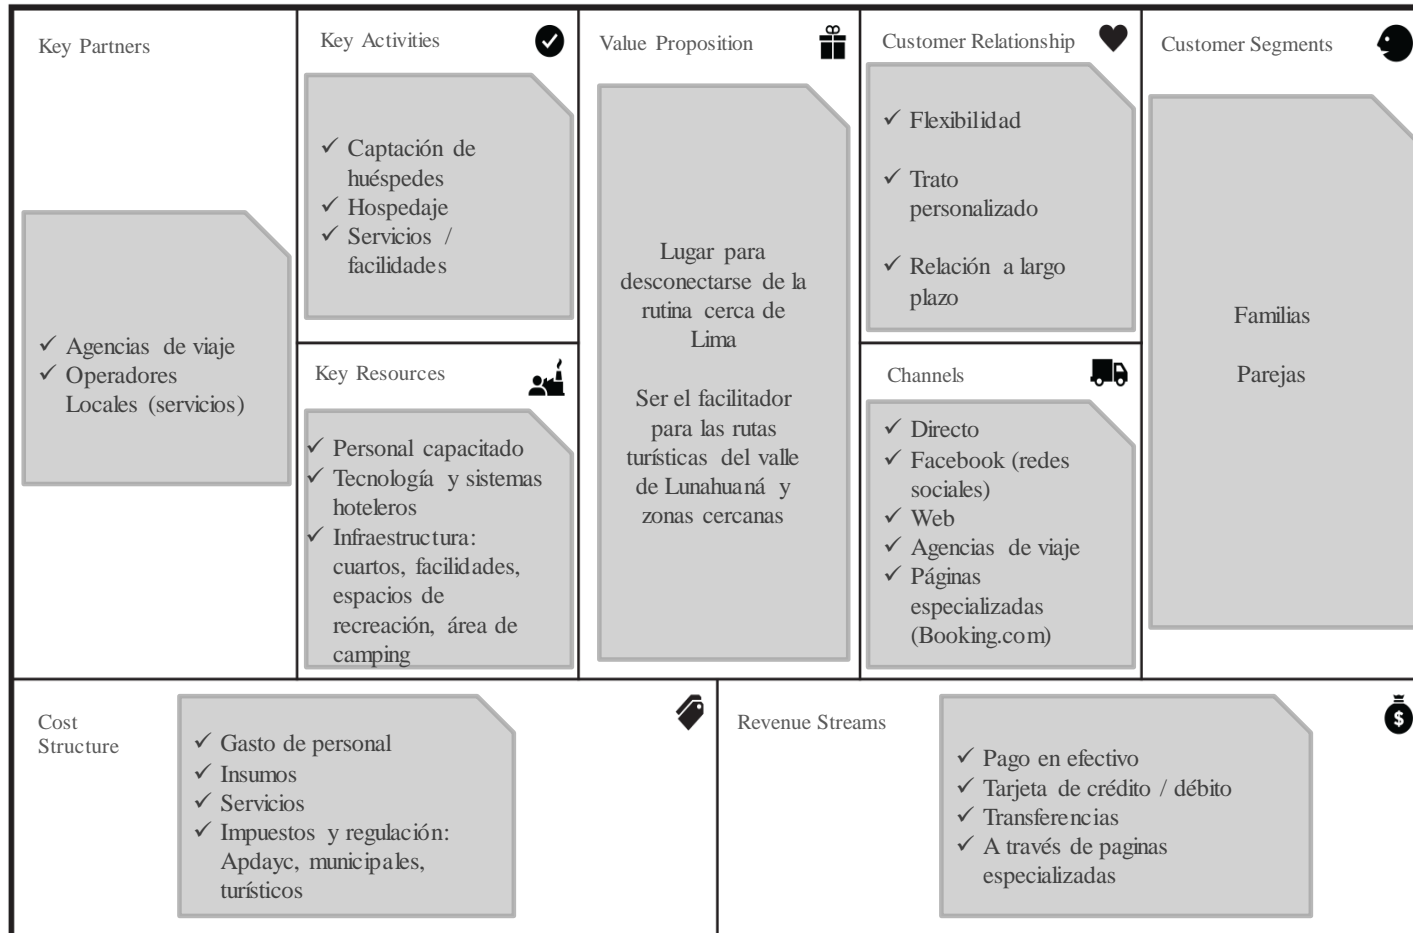 Key Partners
✓ Agencias de viaje
✓ Operadores
Locales (servicios)
Key Activities
✓ Captación de
huéspedes
✓ Hospedaje
✓ Servicios /
facilidades
Key Resources
✓ Personal capacitado
✓ Tecnología y sistemas
hoteleros
✓ Infraestructura:
cuartos, facilidades,
espacios de
recreación, área de
camping
Value Proposition
Lugar para
desconectarse de la
rutina cerca de
Lima
Ser el facilitador
para las rutas
turísticas del valle
de Lunahuaná y
zonas cercanas
Customer Relationship
✓ Flexibilidad
✓ Trato
personalizado
✓ Relación a largo
plazo
Channels
✓ Directo
✓ Facebook (redes
sociales)
✓ Web
✓ Agencias de viaje
✓ Páginas
especializadas
(Booking.com)
Customer Segments
Familias
Parejas
Cost
Structure
✓ Gasto de personal
✓ Insumos
✓ Servicios
✓ Impuestos y regulación:
Apdayc, municipales,
turísticos
Revenue Streams
$
✓ Pago en efectivo
✓ Tarjeta de crédito / débito
✓ Transferencias
✓ A través de paginas
especializadas